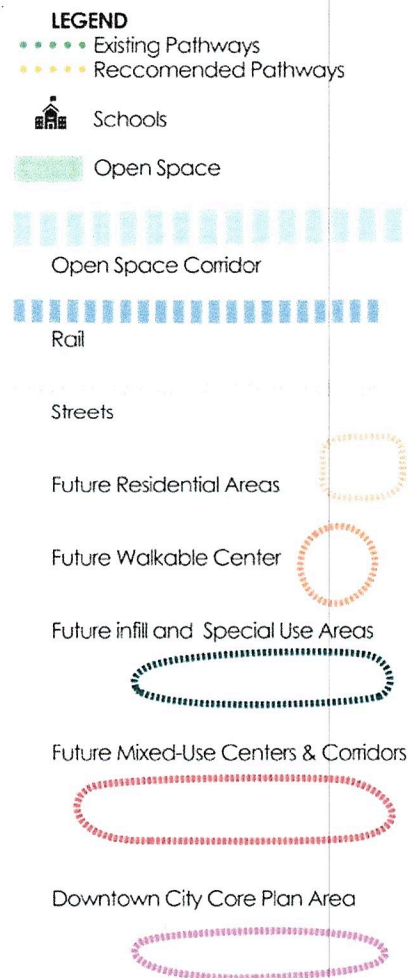 LEGEND
Existing Pathways
Reccomended Pathways
Schools
Open Space
Open Space Corridor
Rail
Streets
Future Residential Areas
Future Walkable Center
Future infill and Special Use Areas
Future Mixed-Use Centers & Corridors
Downtown City Core Plan Area